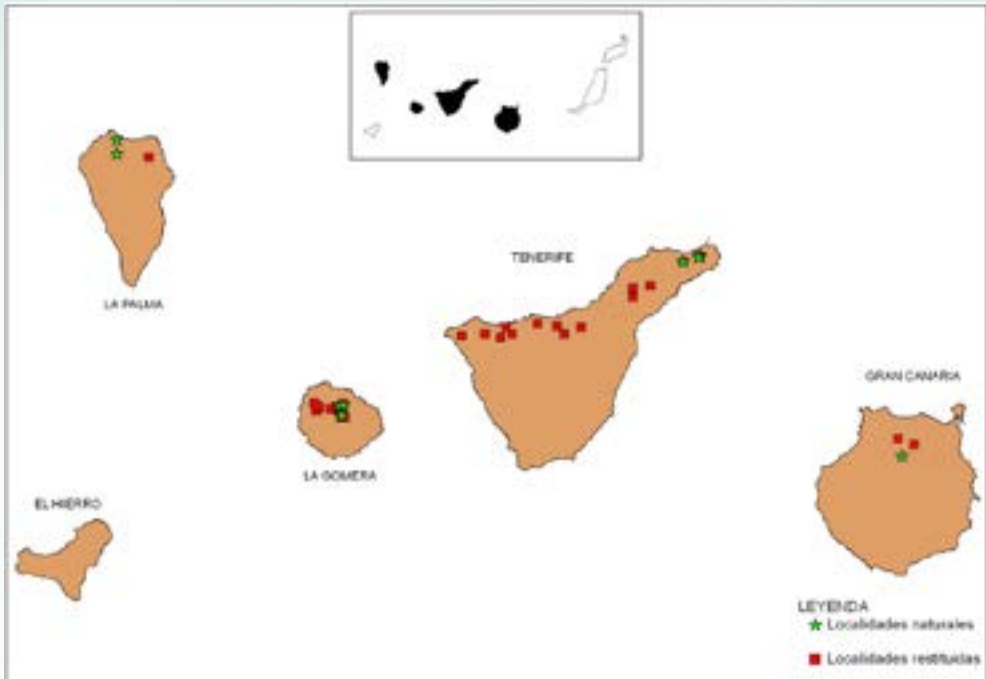 TENERIFE
LA PALMA
GRAN CANARIA
LA GOMERA
EL HIERRO
LEYENDA
Localidades naturales
Localidades restituidas